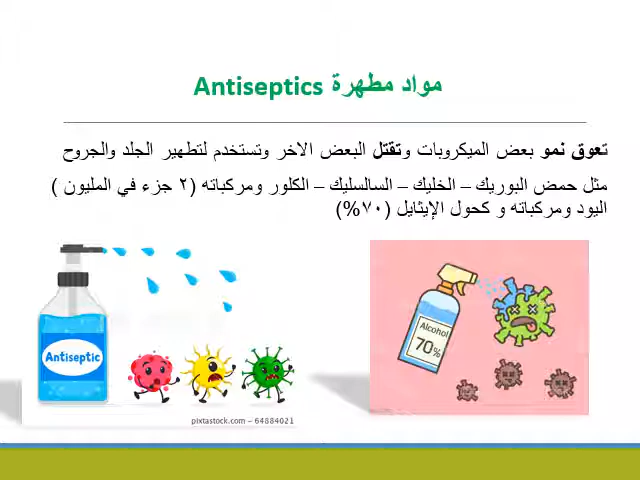 مواد مطهرة Antiseptics
تعوق نمو بعض الميكروبات وتقتل البعض الاخر وتستخدم لتطهير الجلد والجروح
مثل حمض البوريك – الخليك – السالسليك – الكلور ومركباته (٢ جزء في المليون )
اليود ومركباته و كحول الإيثايل (٧٠%)
Antiseptic
Alcohol
70%
pixtastock.com – 64884021